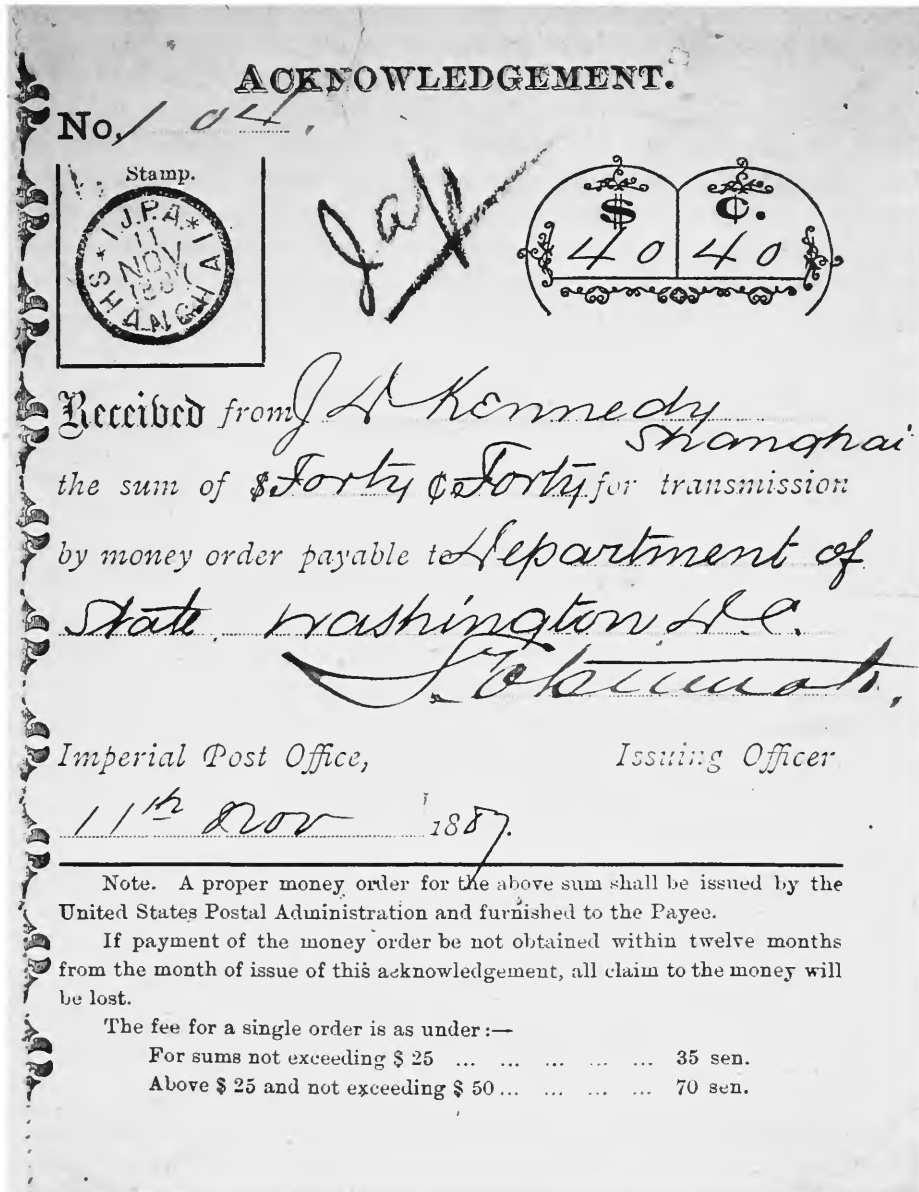 ACKNOWLEDGEMENT.
No. 104.
Stamp.
* I.J.P.A. *
11
NOV
188
SHANGHAI
$ ¢.
40 40
Received from J D Kennedy
Shanghai
the sum of $ Forty ¢ Forty for transmission
by money order payable to Department of
State Washington D.C.
Imperial Post Office, Issuing Officer
11th Nov 1887.
Note. A proper money order for the above sum shall be issued by the
United States Postal Administration and furnished to the Payee.
If payment of the money order be not obtained within twelve months
from the month of issue of this acknowledgement, all claim to the money will
be lost.
The fee for a single order is as under:—
For sums not exceeding $ 25 ... ... ... ... ... 35 sen.
Above $ 25 and not exceeding $ 50 ... ... ... ... 70 sen.